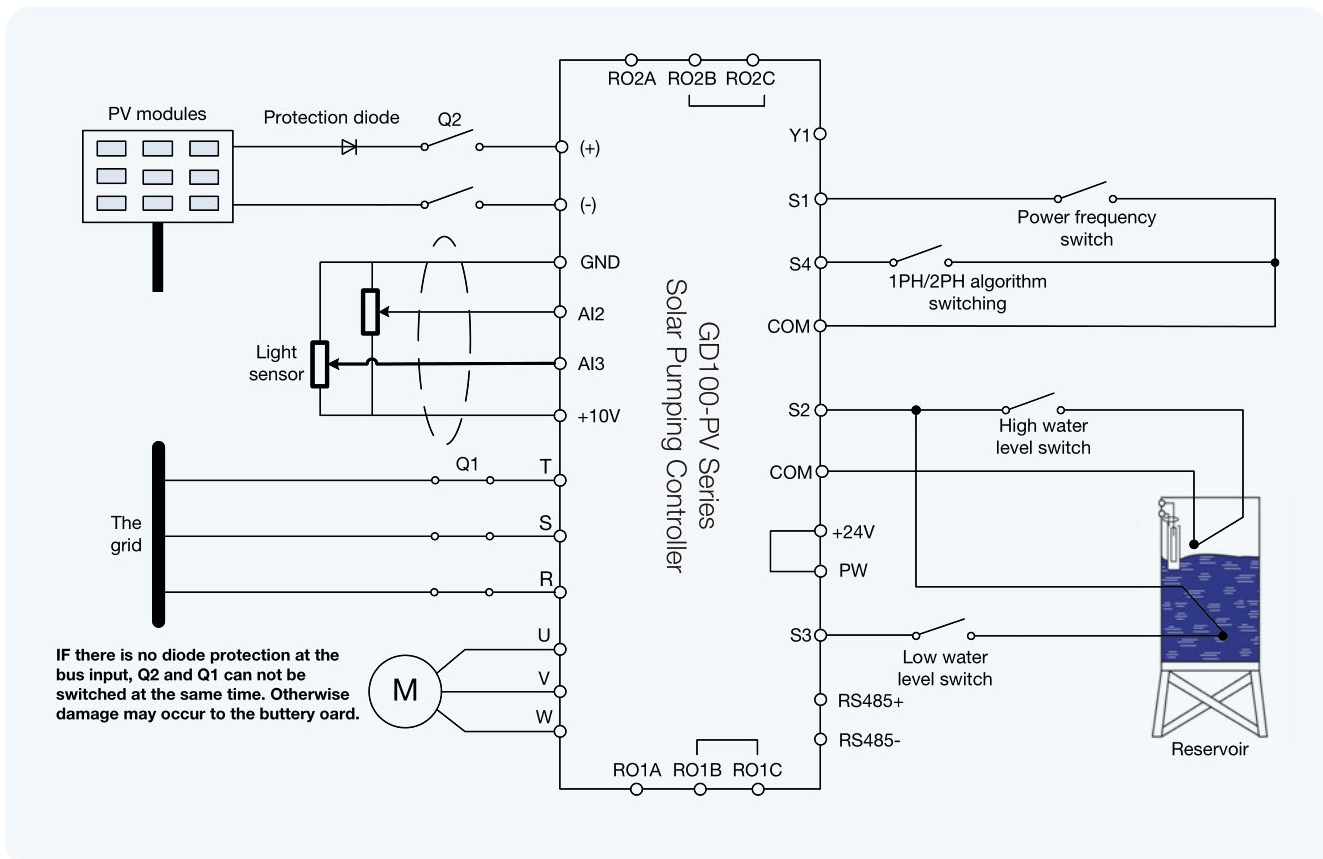 RO2A RO2B RO2C
PV modules
Protection diode
Q2
(+)
(-)
GND
AI2
AI3
+10V
Light
sensor
Q1
T
S
R
The
grid
U
V
W
M
IF there is no diode protection at the
bus input, Q2 and Q1 can not be
switched at the same time. Otherwise
damage may occur to the buttery oard.
GD100-PV Series
Solar Pumping Controller
Y1
S1
Power frequency
switch
S4
1PH/2PH algorithm
switching
COM
S2
High water
level switch
COM
+24V
PW
S3
Low water
level switch
RS485+
RS485-
Reservoir
RO1A RO1B RO1C